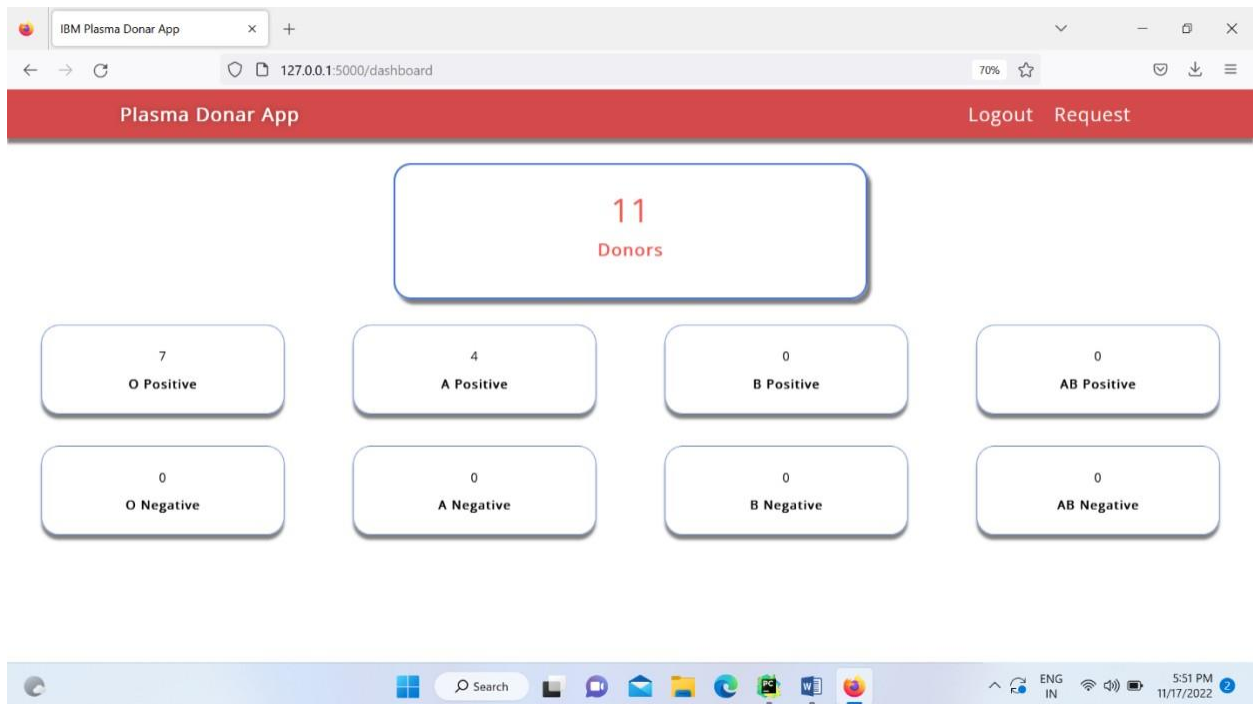 IBM Plasma Donar App
127.0.0.1:5000/dashboard
70%
Plasma Donar App
Logout Request
11
Donors
7
O Positive
4
A Positive
0
B Positive
0
AB Positive
0
O Negative
0
A Negative
0
B Negative
0
AB Negative
Search
PC
W
ENG
IN
5:51 PM
11/17/2022
2